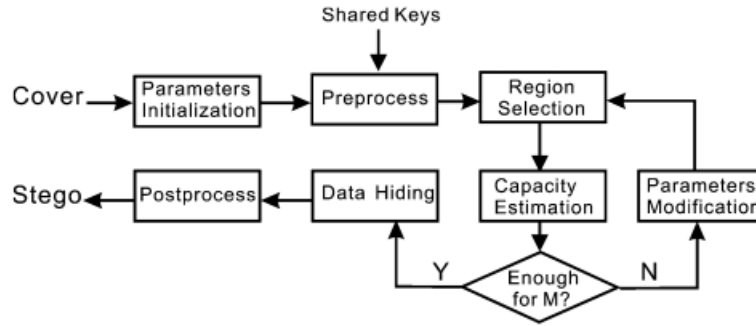 Shared Keys
Cover
Parameters
Initialization
Preprocess
Region
Selection
Stego
Postprocess
Data Hiding
Capacity
Estimation
Parameters
Modification
Y
Enough
for M?
N